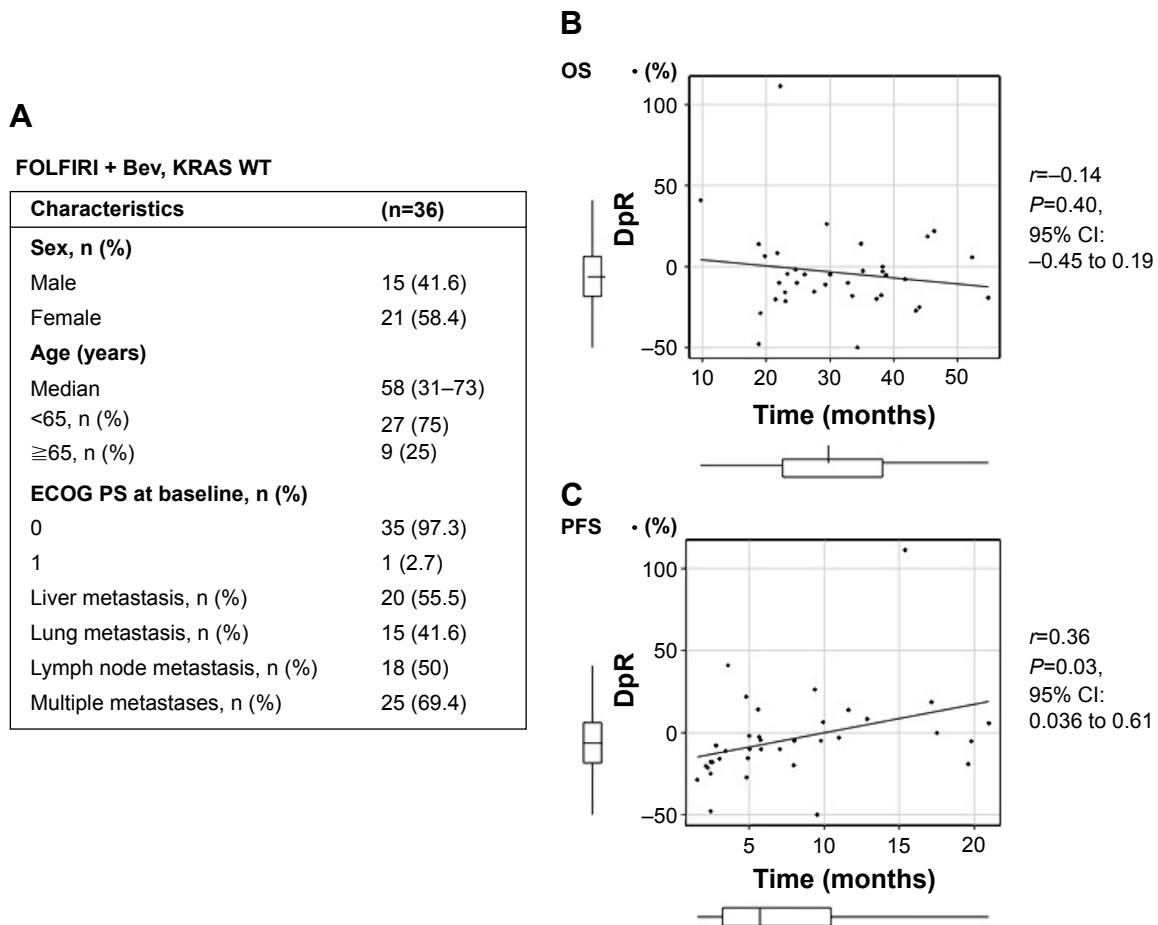 A
FOLFIRI + Bev, KRAS WT
Characteristics (n=36)
Sex, n (%)
Male 15 (41.6)
Female 21 (58.4)
Age (years)
Median 58 (31–73)
<65, n (%) 27 (75)
≧65, n (%) 9 (25)
ECOG PS at baseline, n (%)
0 35 (97.3)
1 1 (2.7)
Liver metastasis, n (%) 20 (55.5)
Lung metastasis, n (%) 15 (41.6)
Lymph node metastasis, n (%) 18 (50)
Multiple metastases, n (%) 25 (69.4)
B
OS • (%)
100
50
0
–50
DpR
10 20 30 40 50
Time (months)
r=–0.14
P=0.40,
95% CI:
–0.45 to 0.19
C
PFS • (%)
100
50
0
–50
DpR
5 10 15 20
Time (months)
r=0.36
P=0.03,
95% CI:
0.036 to 0.61